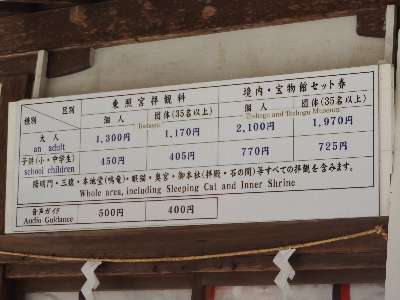 区別
種別
東照宮拝観料
境内・宝物館セット券
個人
団体(35名以上)
個人
団体(35名以上)
Toshogu
Toshogu and Toshogu Museum
大人
an adult
1,300円
1,170円
2,100円
1,970円
子供(小・中学生)
school children
450円
405円
770円
725円
陽明門・三猿・本地堂(鳴竜)・眠猫・奥宮・御本社(拝殿・石の間)等すべての拝観を含みます。
Whole area, including Sleeping Cat and Inner Shrine
音声ガイド
Audio Guidance
500円
400円